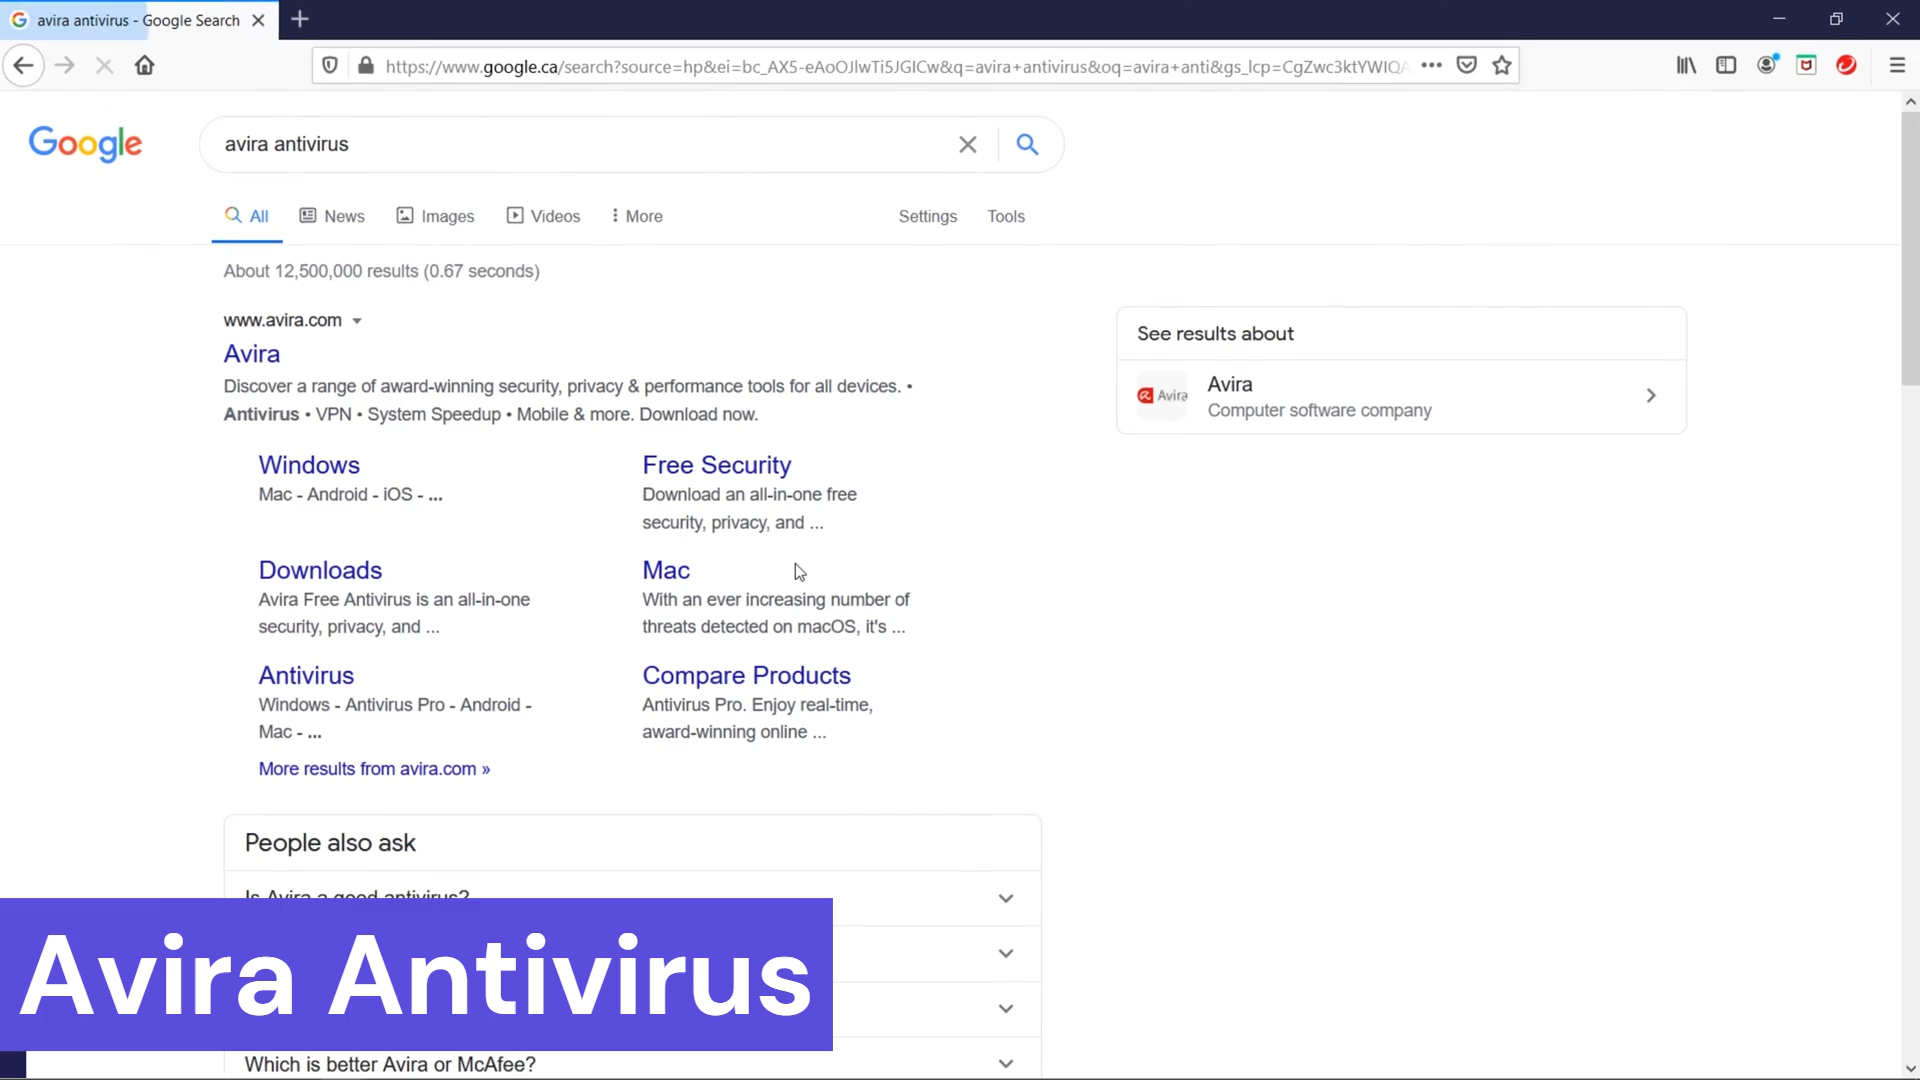 avira antivirus - Google Search
https://www.google.ca/search?source=hp&ei=bc_AX5-eAoOJlwTi5JGICw&q=avira+antivirus&oq=avira+anti&gs_lcp=CgZwc3ktYWIQA
Google
avira antivirus
All
News
Images
Videos
More
Settings
Tools
About 12,500,000 results (0.67 seconds)
www.avira.com
Avira
Discover a range of award-winning security, privacy & performance tools for all devices. •
Antivirus • VPN • System Speedup • Mobile & more. Download now.
See results about
Avira
Avira
Computer software company
Windows
Mac - Android - iOS - ...
Free Security
Download an all-in-one free
security, privacy, and ...
Downloads
Avira Free Antivirus is an all-in-one
security, privacy, and ...
Mac
With an ever increasing number of
threats detected on macOS, it's ...
Antivirus
Windows - Antivirus Pro - Android -
Mac - ...
Compare Products
Antivirus Pro. Enjoy real-time,
award-winning online ...
More results from avira.com »
People also ask
Is Avira a good antivirus?
Avira Antivirus
Which is better Avira or McAfee?